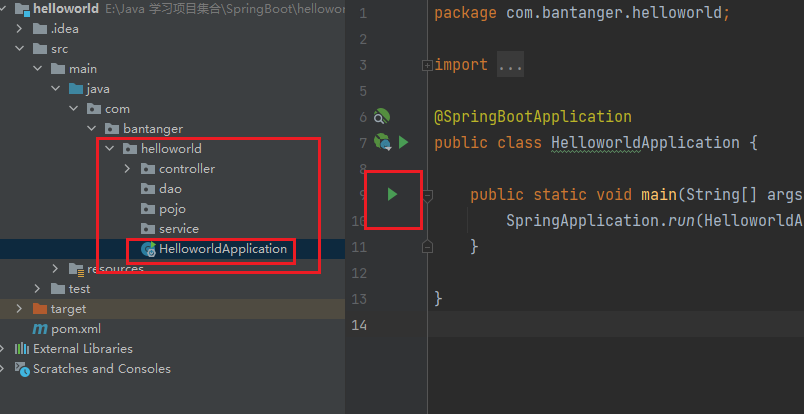 helloworld E:\Java 学习项目集合\SpringBoot\hellowor
.idea
src
main
java
com
bantanger
helloworld
controller
dao
pojo
service
HelloworldApplication
resources
test
target
pom.xml
External Libraries
Scratches and Consoles
1 package com.bantanger.helloworld;
2
3 import ...
5
6 @SpringBootApplication
7 public class HelloworldApplication {
8
9 public static void main(String[] args
10 SpringApplication.run(HelloworldA
11 }
12
13 }
14